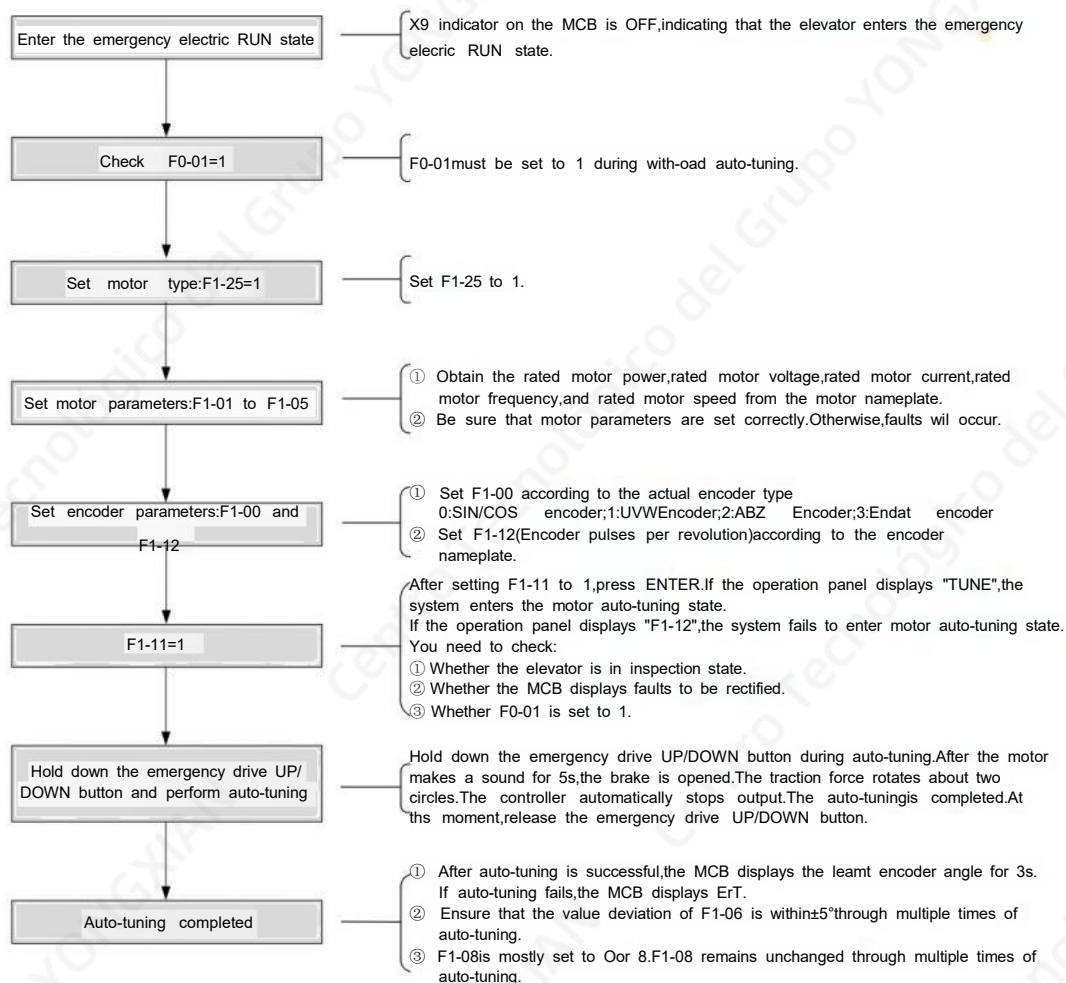 Enter the emergency electric RUN state
X9 indicator on the MCB is OFF,indicating that the elevator enters the emergency
elecric RUN state.
Check F0-01=1
F0-01must be set to 1 during with-oad auto-tuning.
Set motor type:F1-25=1
Set F1-25 to 1.
Set motor parameters:F1-01 to F1-05
① Obtain the rated motor power,rated motor voltage,rated motor current,rated
motor frequency,and rated motor speed from the motor nameplate.
② Be sure that motor parameters are set correctly.Otherwise,faults wil occur.
Set encoder parameters:F1-00 and
F1-12
① Set F1-00 according to the actual encoder type
0:SIN/COS encoder;1:UVWEncoder;2:ABZ Encoder;3:Endat encoder
② Set F1-12(Encoder pulses per revolution)according to the encoder
nameplate.
F1-11=1
After setting F1-11 to 1,press ENTER.If the operation panel displays "TUNE",the
system enters the motor auto-tuning state.
If the operation panel displays "F1-12",the system fails to enter motor auto-tuning state.
You need to check:
① Whether the elevator is in inspection state.
② Whether the MCB displays faults to be rectified.
③ Whether F0-01 is set to 1.
Hold down the emergency drive UP/
DOWN button and perform auto-tuning
Hold down the emergency drive UP/DOWN button during auto-tuning.After the motor
makes a sound for 5s,the brake is opened.The traction force rotates about two
circles.The controller automatically stops output.The auto-tuningis completed.At
ths moment,release the emergency drive UP/DOWN button.
Auto-tuning completed
① After auto-tuning is successful,the MCB displays the leamt encoder angle for 3s.
If auto-tuning fails,the MCB displays ErT.
② Ensure that the value deviation of F1-06 is within±5°through multiple times of
auto-tuning.
③ F1-08is mostly set to Oor 8.F1-08 remains unchanged through multiple times of
auto-tuning.
Centro Tecnológico del Grupo YONGXIAN